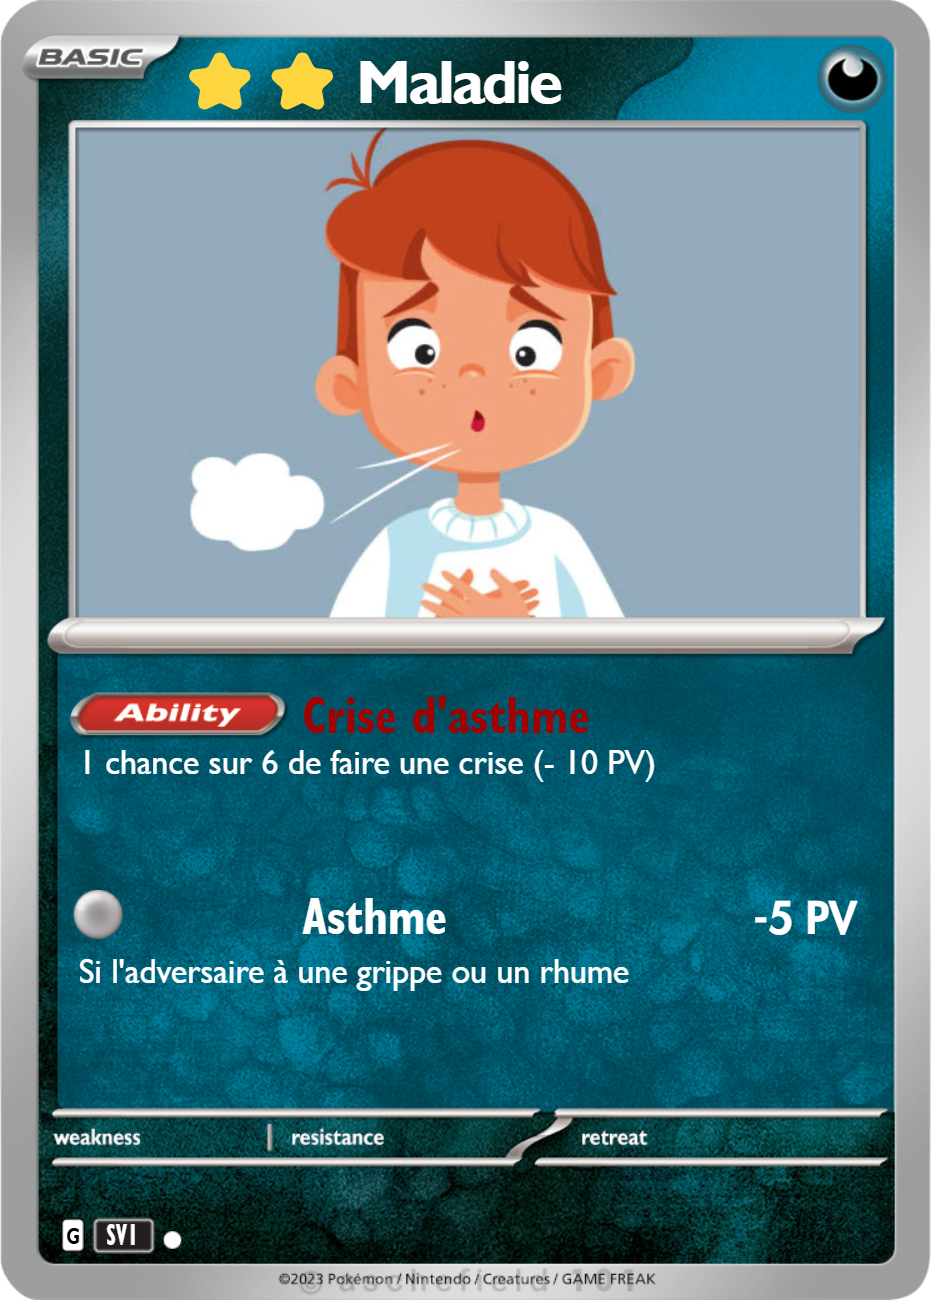 BASIC
Maladie
Ability Crise d'asthme
1 chance sur 6 de faire une crise (- 10 PV)
Asthme -5 PV
Si l'adversaire à une grippe ou un rhume
weakness resistance retreat
G SVI
©2023 Pokémon / Nintendo / Creatures / GAME FREAK